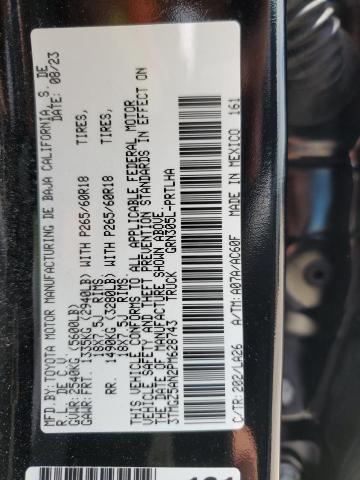 MFD.BY:TOYOTA MOTOR MANUFACTURING DE BAJA CALIFORNIA, S. DE
R.L. DE C.V. DATE: 08/23
GVWR:2540KG (5600LB)
GAWR:FRT. 1335KG (2940LB) WITH P265/60R18 TIRES,
18X7.5J RIMS
RR. 1490KG (3280LB) WITH P265/60R18 TIRES,
18X7.5J RIMS
THIS VEHICLE CONFORMS TO ALL APPLICABLE FEDERAL MOTOR
VEHICLE SAFETY AND THEFT PREVENTION STANDARDS IN EFFECT ON
THE DATE OF MANUFACTURE SHOWN ABOVE.
3TMGZ5AN2PM628743 TRUCK GRN305L-PRTLHA
C/TR:202/LA26 A/TM:A07A/AC60F MADE IN MEXICO 161